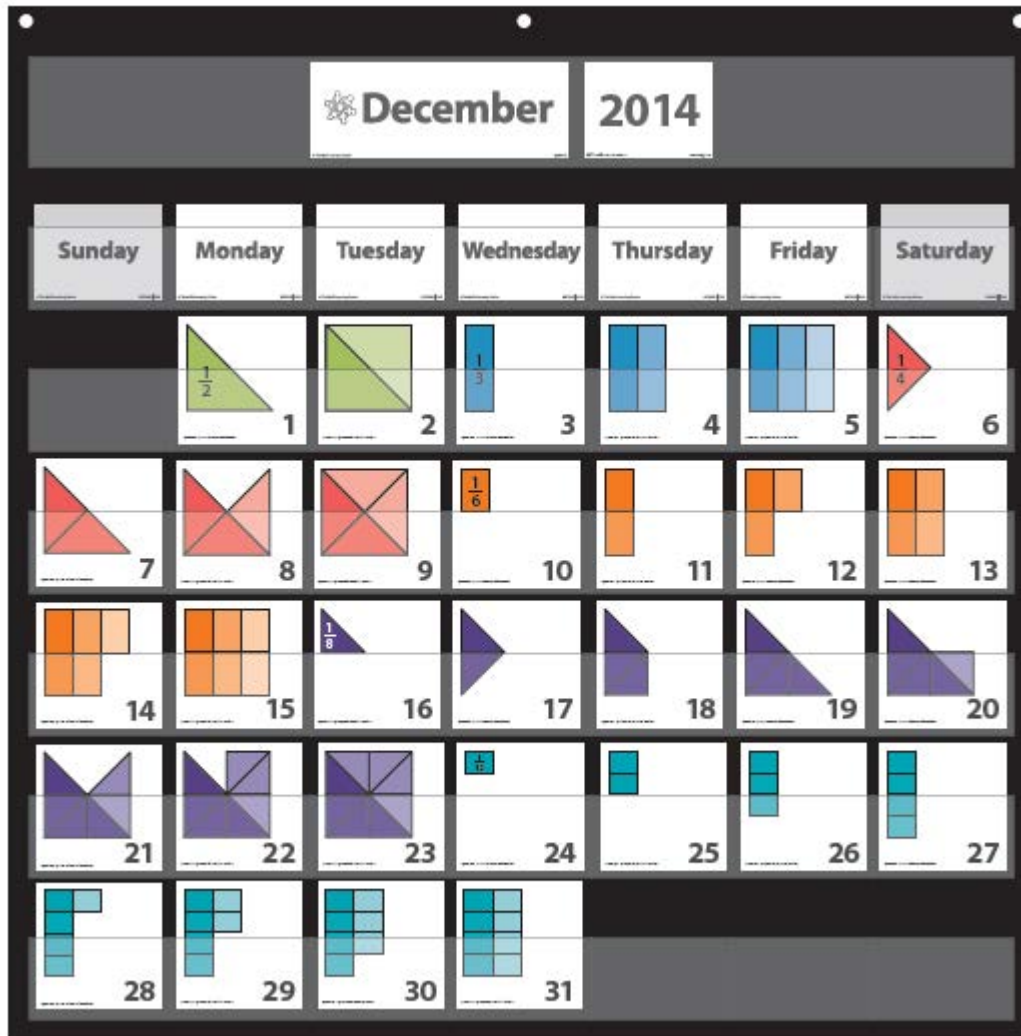 December 2014
Sunday Monday Tuesday Wednesday Thursday Friday Saturday
1/2 1 2 1/3 3 4 5 1/4 6
7 8 9 1/6 10 11 12 13
14 15 1/8 16 17 18 19 20
21 22 23 1/12 24 25 26 27
28 29 30 31